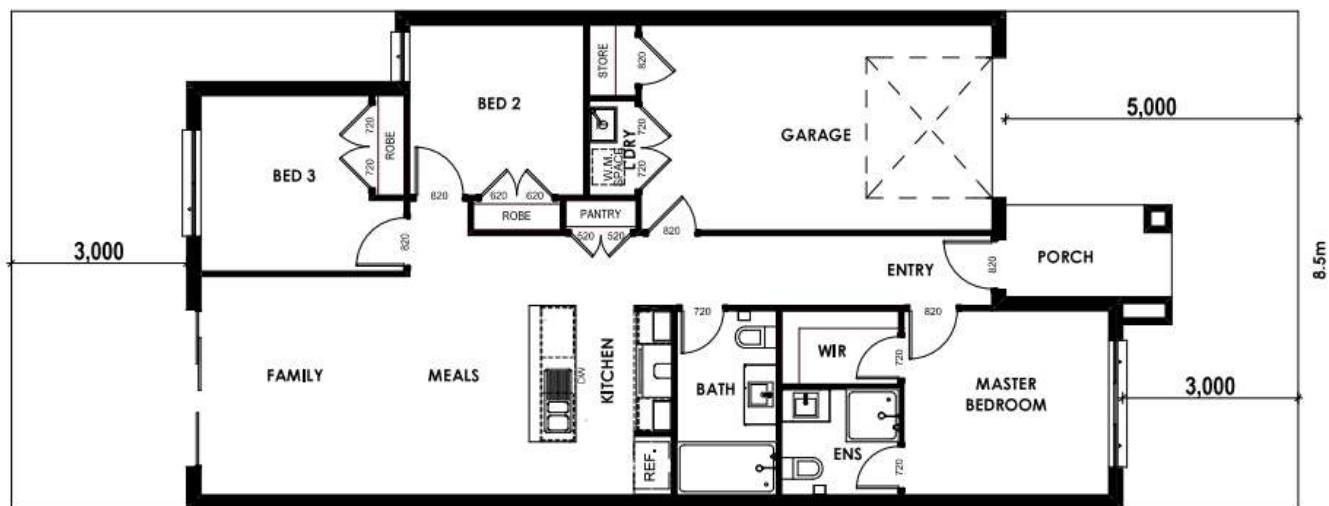 STORE
820
BED 2
720
720
ROBE
BED 3
W.M.
SPACE
L'DRY
720
720
GARAGE
5,000
820
620
620
ROBE
PANTRY
520
520
820
820
3,000
ENTRY
820
PORCH
8.5m
720
820
FAMILY
MEALS
DW
KITCHEN
REF.
BATH
WIR
720
MASTER
BEDROOM
3,000
ENS
720